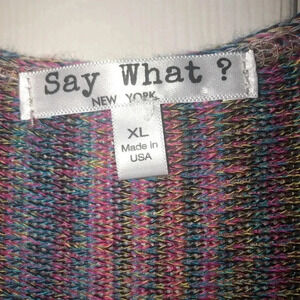 Say What ?
NEW YORK
XL
Made in
USA